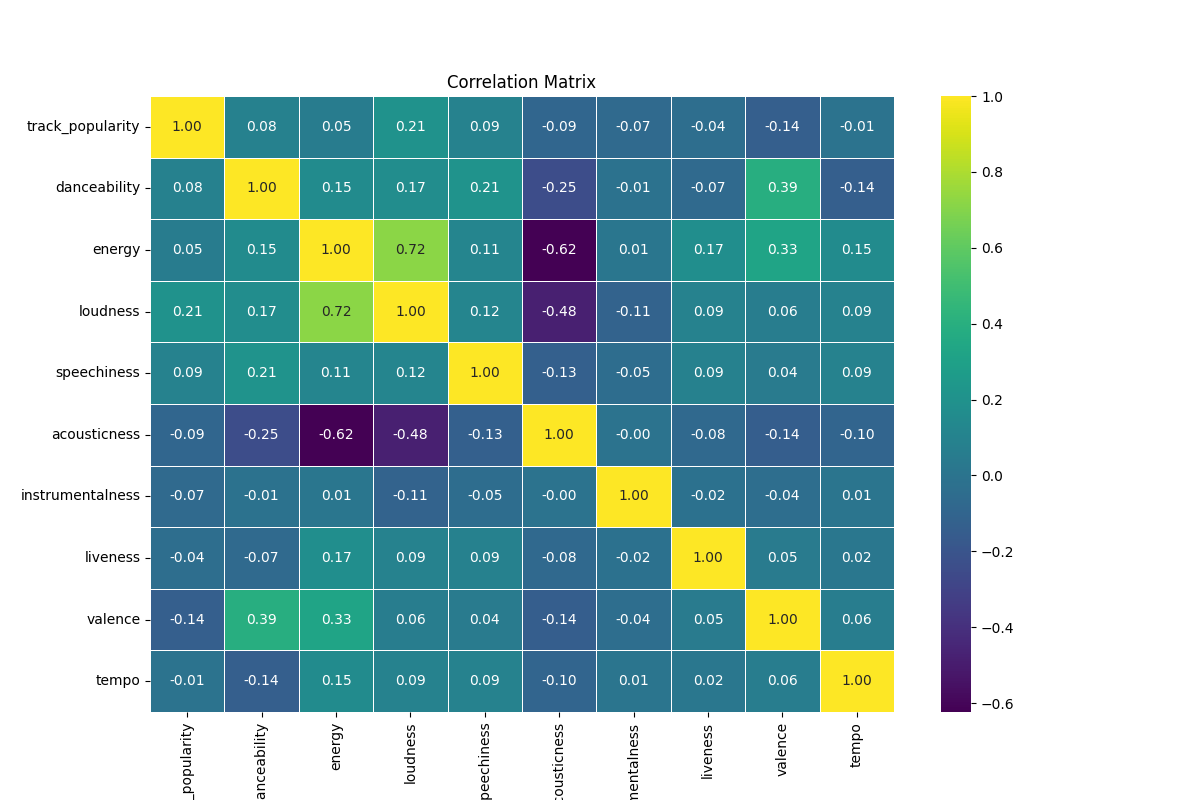 Correlation Matrix
track_popularity 1.00 0.08 0.05 0.21 0.09 -0.09 -0.07 -0.04 -0.14 -0.01
danceability 0.08 1.00 0.15 0.17 0.21 -0.25 -0.01 -0.07 0.39 -0.14
energy 0.05 0.15 1.00 0.72 0.11 -0.62 0.01 0.17 0.33 0.15
loudness 0.21 0.17 0.72 1.00 0.12 -0.48 -0.11 0.09 0.06 0.09
speechiness 0.09 0.21 0.11 0.12 1.00 -0.13 -0.05 0.09 0.04 0.09
acousticness -0.09 -0.25 -0.62 -0.48 -0.13 1.00 -0.00 -0.08 -0.14 -0.10
instrumentalness -0.07 -0.01 0.01 -0.11 -0.05 -0.00 1.00 -0.02 -0.04 0.01
liveness -0.04 -0.07 0.17 0.09 0.09 -0.08 -0.02 1.00 0.05 0.02
valence -0.14 0.39 0.33 0.06 0.04 -0.14 -0.04 0.05 1.00 0.06
tempo -0.01 -0.14 0.15 0.09 0.09 -0.10 0.01 0.02 0.06 1.00
_popularity
anceability
energy
loudness
peechiness
cousticness
mentalness
liveness
valence
tempo
1.0
0.8
0.6
0.4
0.2
0.0
−0.2
−0.4
−0.6